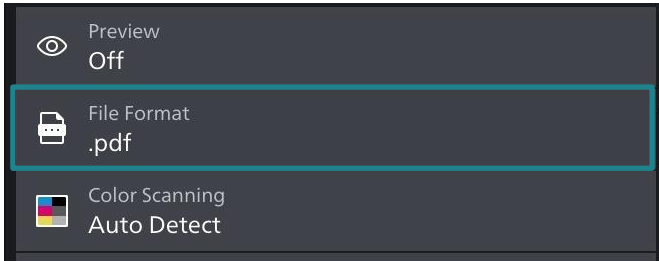 Preview
Off
File Format
.pdf
Color Scanning
Auto Detect